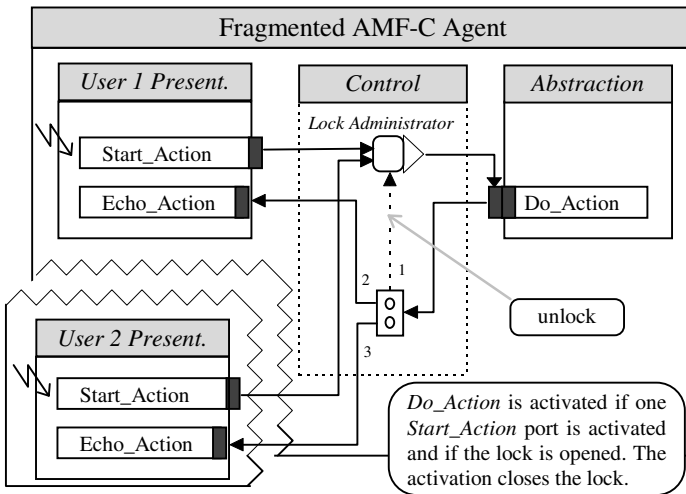 Fragmented AMF-C Agent
User 1 Present.
Control
Abstraction
Lock Administrator
Start_Action
Echo_Action
Do_Action
2
1
unlock
3
User 2 Present.
Start_Action
Echo_Action
Do_Action is activated if one
Start_Action port is activated
and if the lock is opened. The
activation closes the lock.